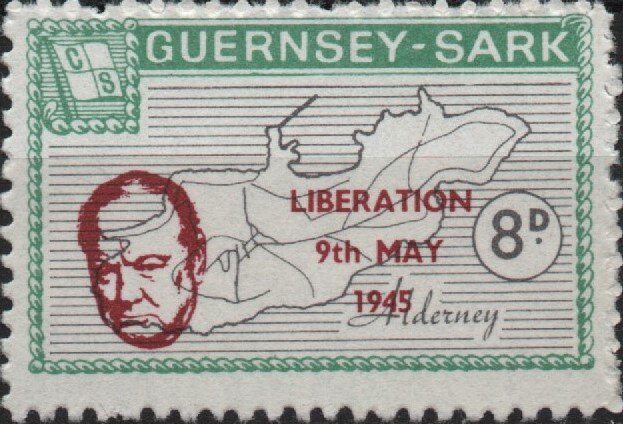 C
S
GUERNSEY-SARK
LIBERATION
9th MAY
1945
8D.
Alderney